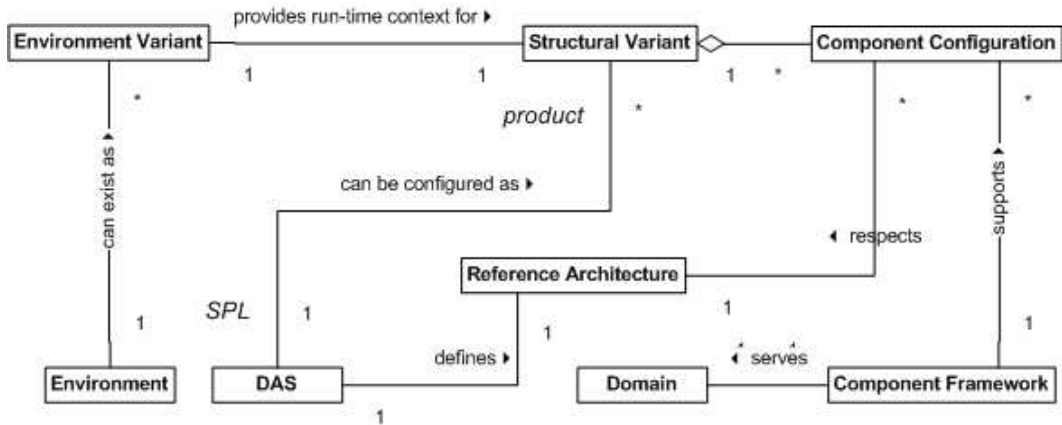 provides run-time context for
Environment Variant
Structural Variant
Component Configuration
1
1
1
*
*
product
*
*
*
can exist as
can be configured as
supports
respects
Reference Architecture
SPL
1
1
1
1
1
defines
serves
Environment
DAS
Domain
Component Framework
1